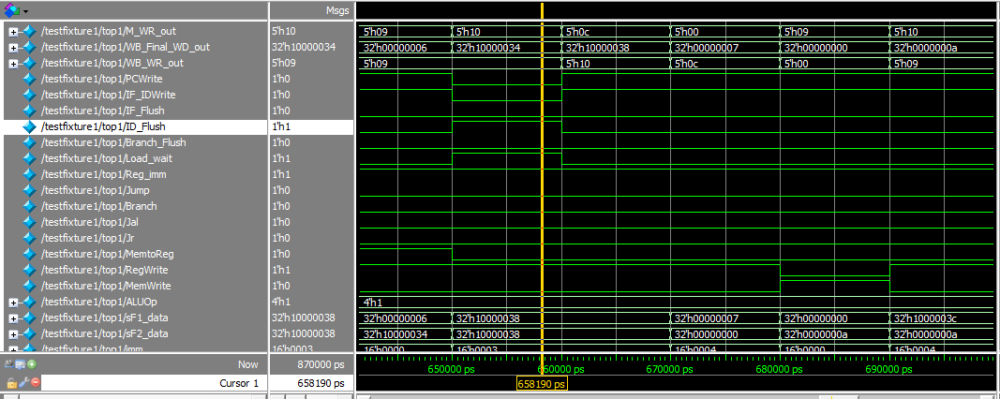 Msgs
/testfixture1/top1/M_WR_out 5'h10 5'h09 5'h10 5'h0c 5'h00 5'h09 5'h10
/testfixture1/top1/WB_Final_WD_out 32'h10000034 32'h00000006 32'h10000034 32'h10000038 32'h00000007 32'h00000000 32'h0000000a
/testfixture1/top1/WB_WR_out 5'h09 5'h09 5'h10 5'h0c 5'h00 5'h09
/testfixture1/top1/PCWrite 1'h0
/testfixture1/top1/IF_IDWrite 1'h0
/testfixture1/top1/IF_Flush 1'h0
/testfixture1/top1/ID_Flush 1'h1
/testfixture1/top1/Branch_Flush 1'h0
/testfixture1/top1/Load_wait 1'h1
/testfixture1/top1/Reg_imm 1'h1
/testfixture1/top1/Jump 1'h0
/testfixture1/top1/Branch 1'h0
/testfixture1/top1/Jal 1'h0
/testfixture1/top1/Jr 1'h0
/testfixture1/top1/MemtoReg 1'h0
/testfixture1/top1/RegWrite 1'h1
/testfixture1/top1/MemWrite 1'h0
/testfixture1/top1/ALUOp 4'h1 4'h1
/testfixture1/top1/sF1_data 32'h10000038 32'h00000006 32'h10000038 32'h00000007 32'h00000000 32'h1000003c
/testfixture1/top1/sF2_data 32'h10000038 32'h10000034 32'h10000038 32'h00000000 32'h0000000a 32'h0000000a
/testfixture1/top1/imm 16'h0003 16'h0000 16'h0003 16'h0004 16'h0000 16'h0004
Now 870000 ps 650000 ps 660000 ps 670000 ps 680000 ps 690000 ps
Cursor 1 658190 ps 658190 ps